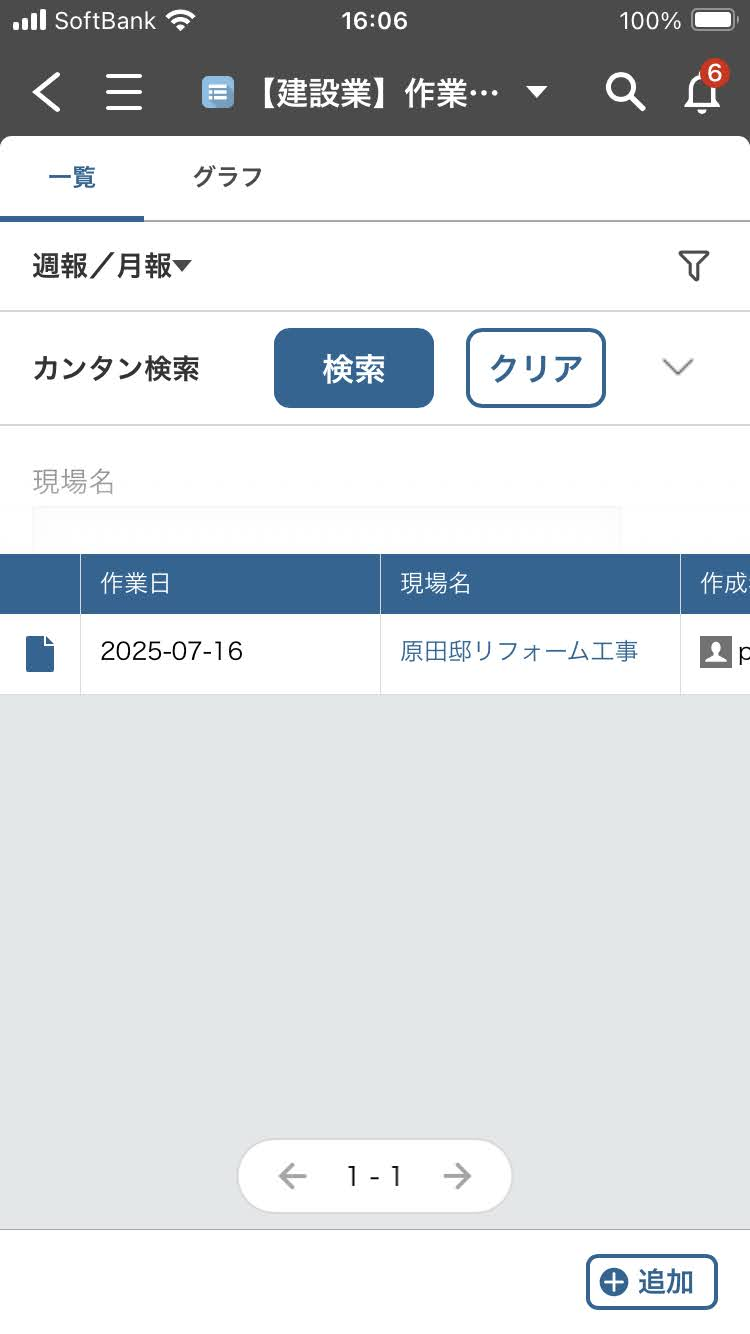 SoftBank 16:06 100%
【建設業】作業… 6
一覧 グラフ
週報／月報
カンタン検索 検索 クリア
現場名
作業日 現場名 作成
2025-07-16 原田邸リフォーム工事 p
1 - 1
追加